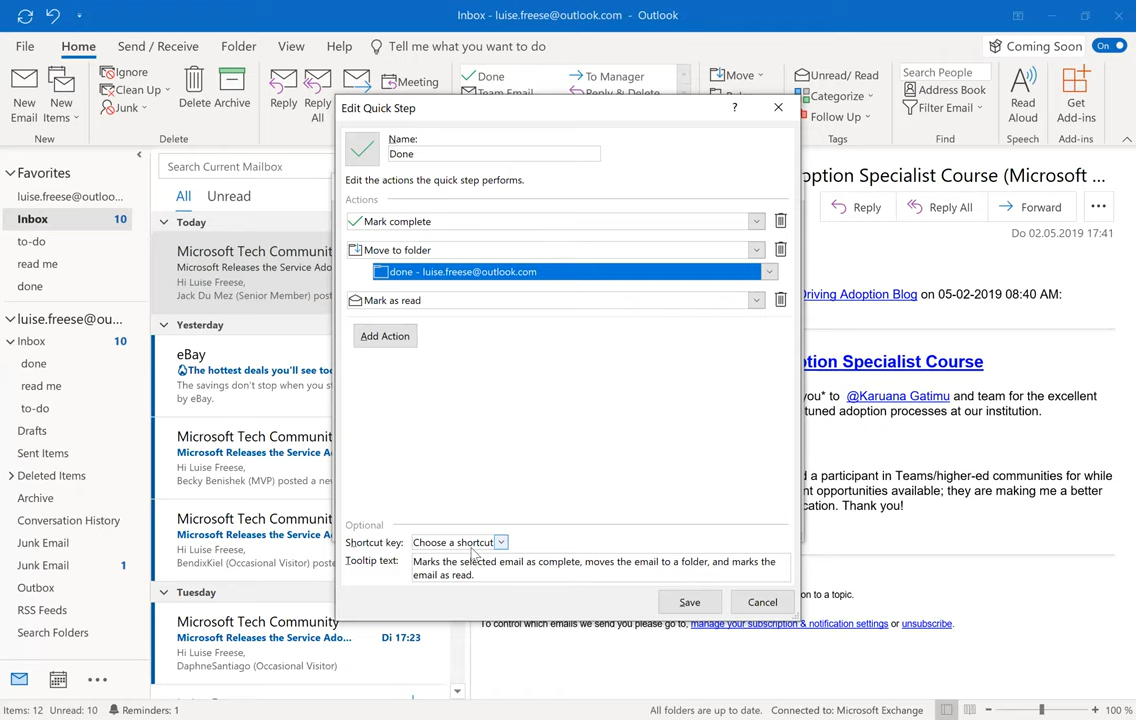 Inbox - luise.freese@outlook.com - Outlook
File Home Send / Receive Folder View Help Tell me what you want to do Coming Soon On
New Email
New Items
Ignore
Clean Up
Junk
Delete Archive
Reply Reply All
Meeting
Done To Manager
Team Email Reply & Delete
Move
Unread/ Read
Categorize
Follow Up
Search People
Address Book
Filter Email
Read Aloud
Get Add-ins
New Delete Tags Find Speech Add-ins
Favorites
luise.freese@outloo...
Inbox 10
to-do
read me
done
luise.freese@ou...
Inbox 10
done
read me
to-do
Drafts
Sent Items
Deleted Items
Archive
Conversation History
Junk Email
Junk Email 1
Outbox
RSS Feeds
Search Folders
Search Current Mailbox
All Unread
Today
Microsoft Tech Communit
Microsoft Releases the Service Ado
Hi Luise Freese,
Jack Du Mez (Senior Member) post
Yesterday
eBay
The hottest deals you'll see too
The savings don't stop when you s
by eBay.
Microsoft Tech Communit
Microsoft Releases the Service A
Hi Luise Freese,
Becky Benishek (MVP) posted a new
Microsoft Tech Communit
Microsoft Releases the Service A
Hi Luise Freese,
BendixKiel (Occasional Visitor) post
Tuesday
Microsoft Tech Community
Microsoft Releases the Service Ado... Di 17:23
Hi Luise Freese,
DaphneSantiago (Occasional Visitor)
Edit Quick Step
?
Name:
Done
Edit the actions the quick step performs.
Actions
Mark complete
Move to folder
done - luise.freese@outlook.com
Mark as read
Add Action
Optional
Shortcut key: Choose a shortcut
Tooltip text: Marks the selected email as complete, moves the email to a folder, and marks the
email as read.
Save Cancel
option Specialist Course (Microsoft ...
Reply Reply All Forward
Do 02.05.2019 17:41
Driving Adoption Blog on 05-02-2019 08:40 AM:
tion Specialist Course
you* to @Karuana Gatimu and team for the excellent
tuned adoption processes at our institution.
d a participant in Teams/higher-ed communities for while
nt opportunities available; they are making me a better
cation. Thank you!
on to a topic.
To control which emails we send you please go to, manage your subscription & notification settings or unsubscribe.
Items: 12 Unread: 10 Reminders: 1 All folders are up to date. Connected to: Microsoft Exchange 100 %